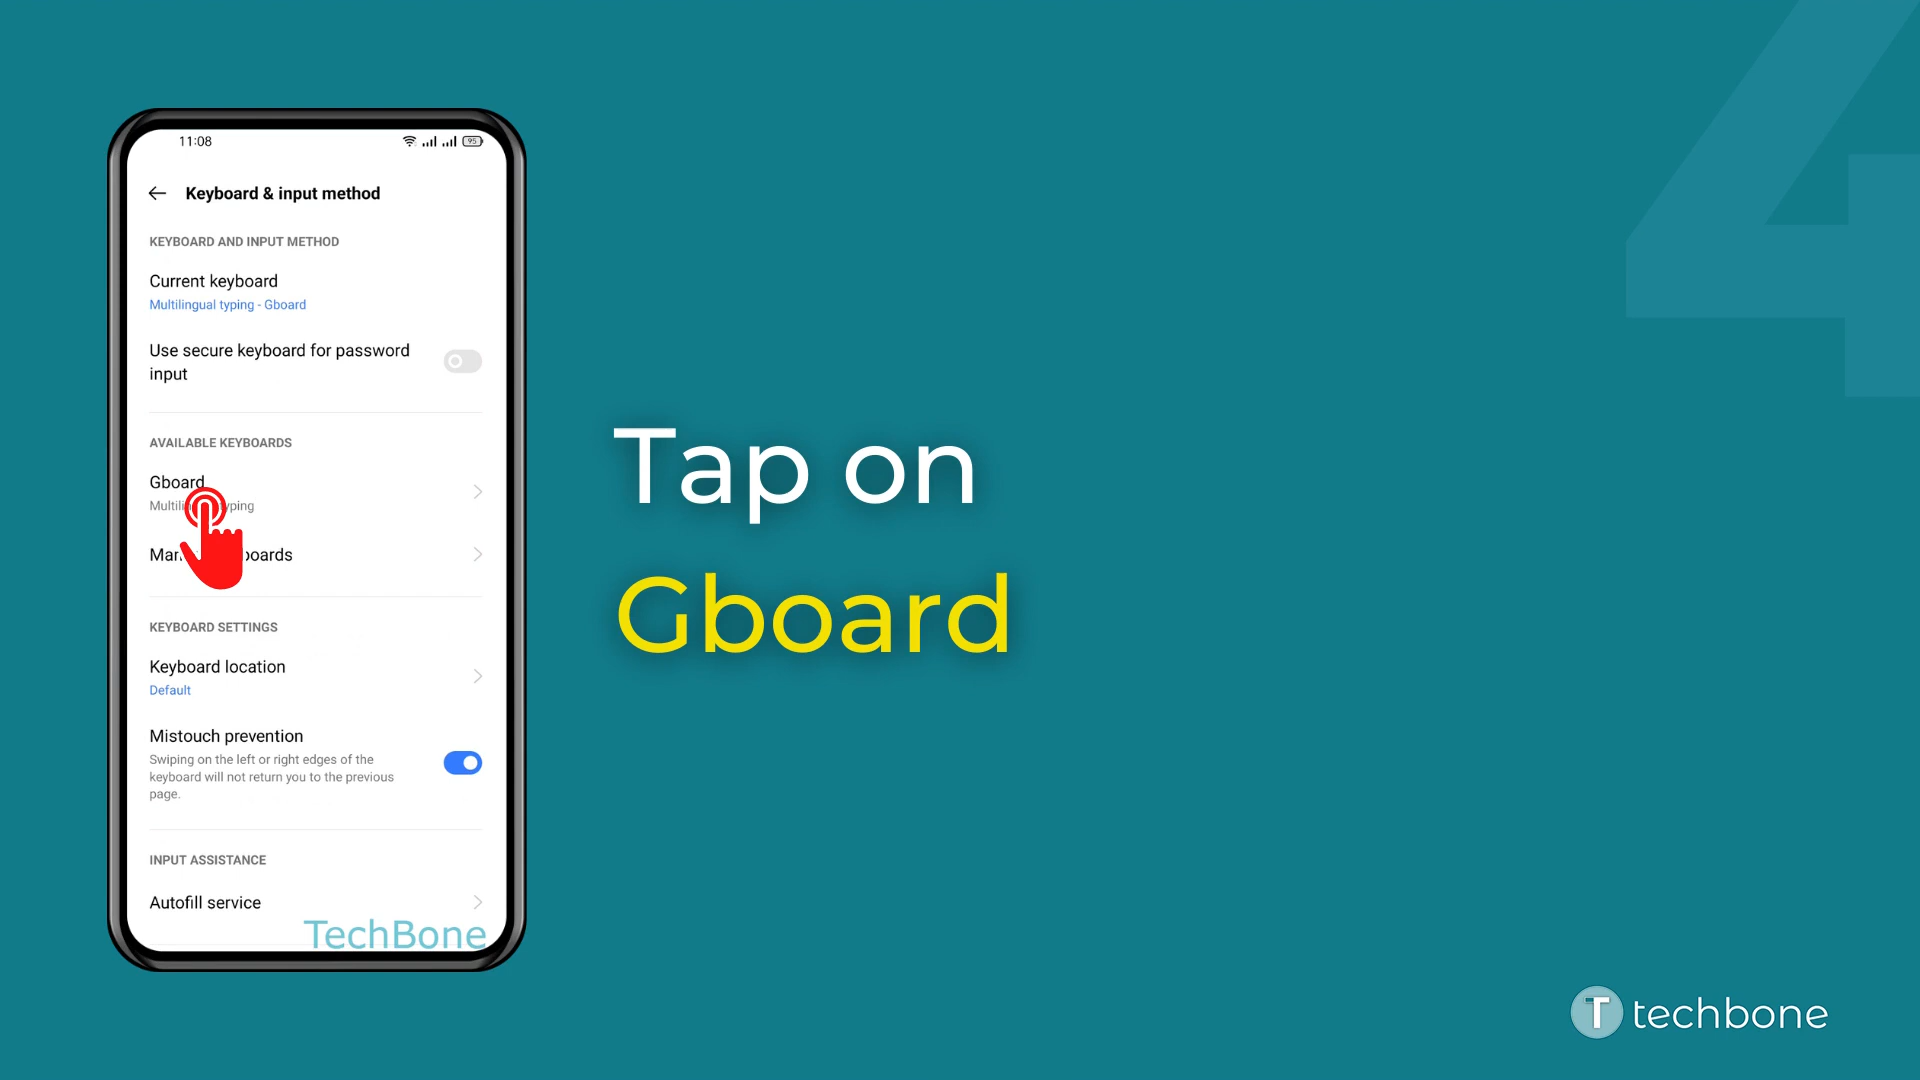 4
11:08
95
Keyboard & input method
KEYBOARD AND INPUT METHOD
Current keyboard
Multilingual typing - Gboard
Use secure keyboard for password
input
AVAILABLE KEYBOARDS
Gboard
KEYBOARD SETTINGS
Keyboard location
Default
Mistouch prevention
Swiping on the left or right edges of the
keyboard will not return you to the previous
page.
INPUT ASSISTANCE
Autofill service
TechBone
Tap on
Gboard
T techbone